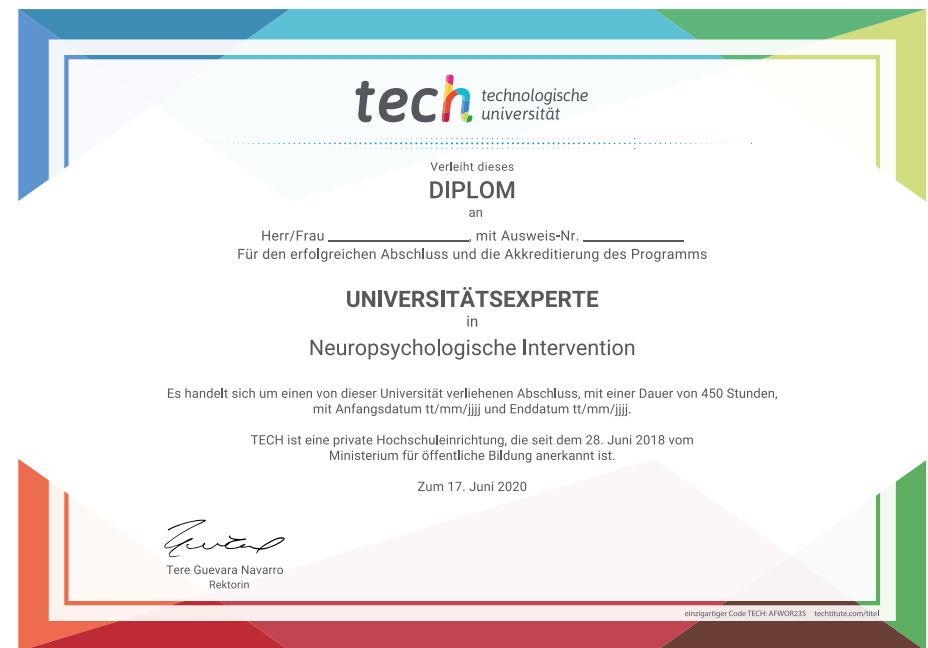 tech technologische
universität
Verleiht dieses
DIPLOM
an
Herr/Frau ____________, mit Ausweis-Nr. ____________
Für den erfolgreichen Abschluss und die Akkreditierung des Programms
UNIVERSITÄTSEXPERTE
in
Neuropsychologische Intervention
Es handelt sich um einen von dieser Universität verliehenen Abschluss, mit einer Dauer von 450 Stunden,
mit Anfangsdatum tt/mm/jjjj und Enddatum tt/mm/jjjj.
TECH ist eine private Hochschuleinrichtung, die seit dem 28. Juni 2018 vom
Ministerium für öffentliche Bildung anerkannt ist.
Zum 17. Juni 2020
Tere Guevara Navarro
Rektorin
einzigartiger Code TECH: AFWOR23S techtitute.com/titel